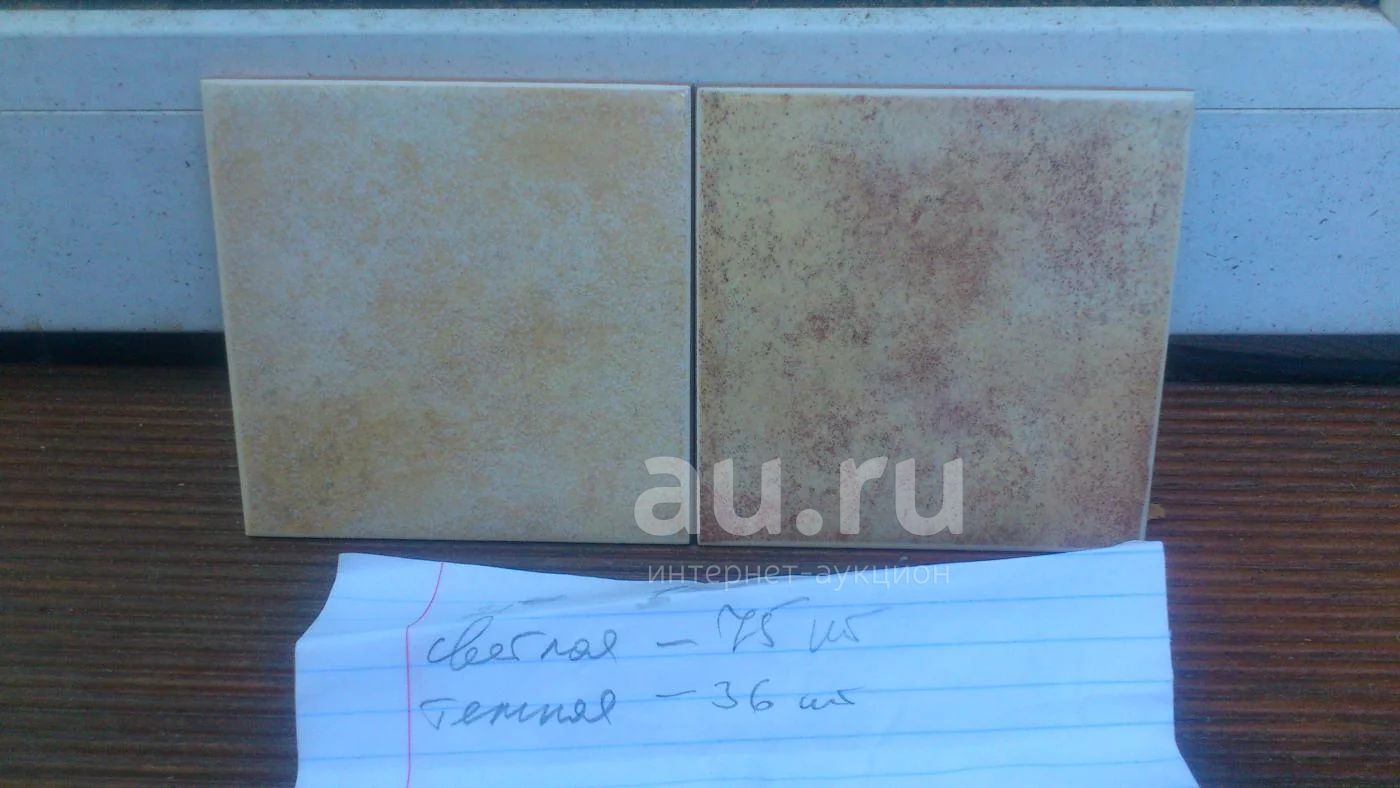 au.ru
интернет-аукцион
светлая – 75 шт
темная – 36 шт